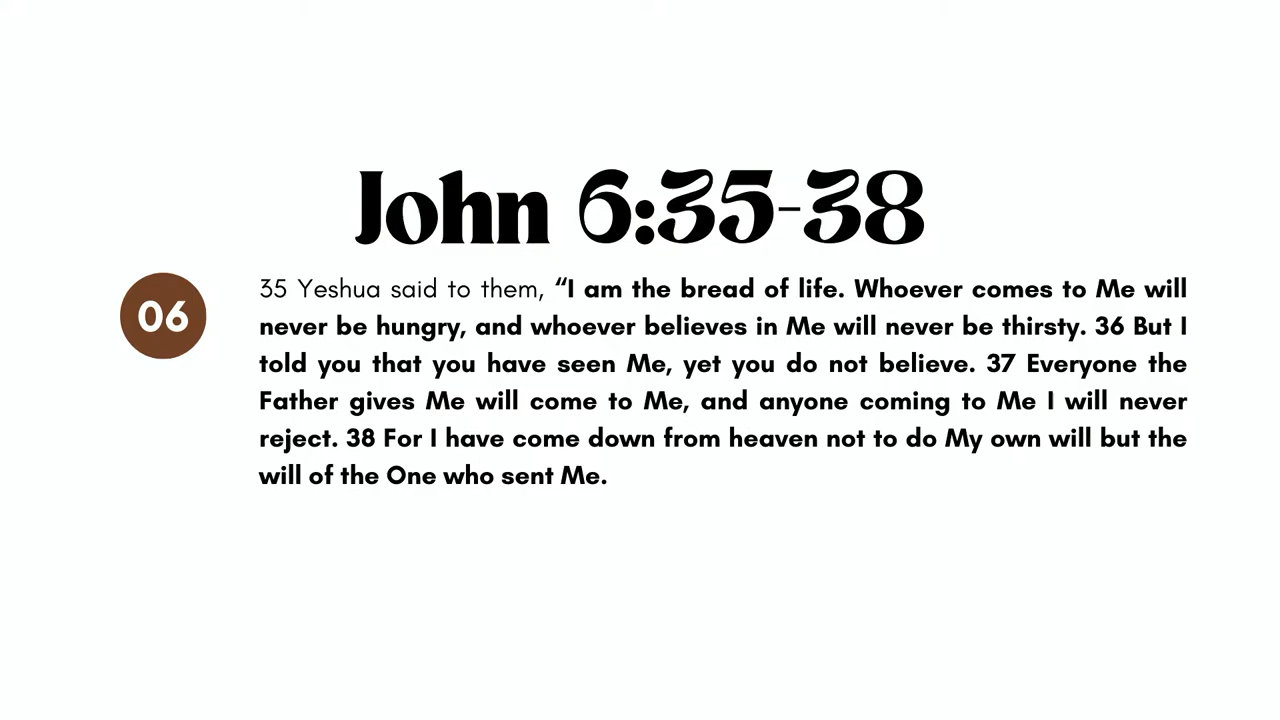 John 6:35-38
06
35 Yeshua said to them, “I am the bread of life. Whoever comes to Me will
never be hungry, and whoever believes in Me will never be thirsty. 36 But I
told you that you have seen Me, yet you do not believe. 37 Everyone the
Father gives Me will come to Me, and anyone coming to Me I will never
reject. 38 For I have come down from heaven not to do My own will but the
will of the One who sent Me.